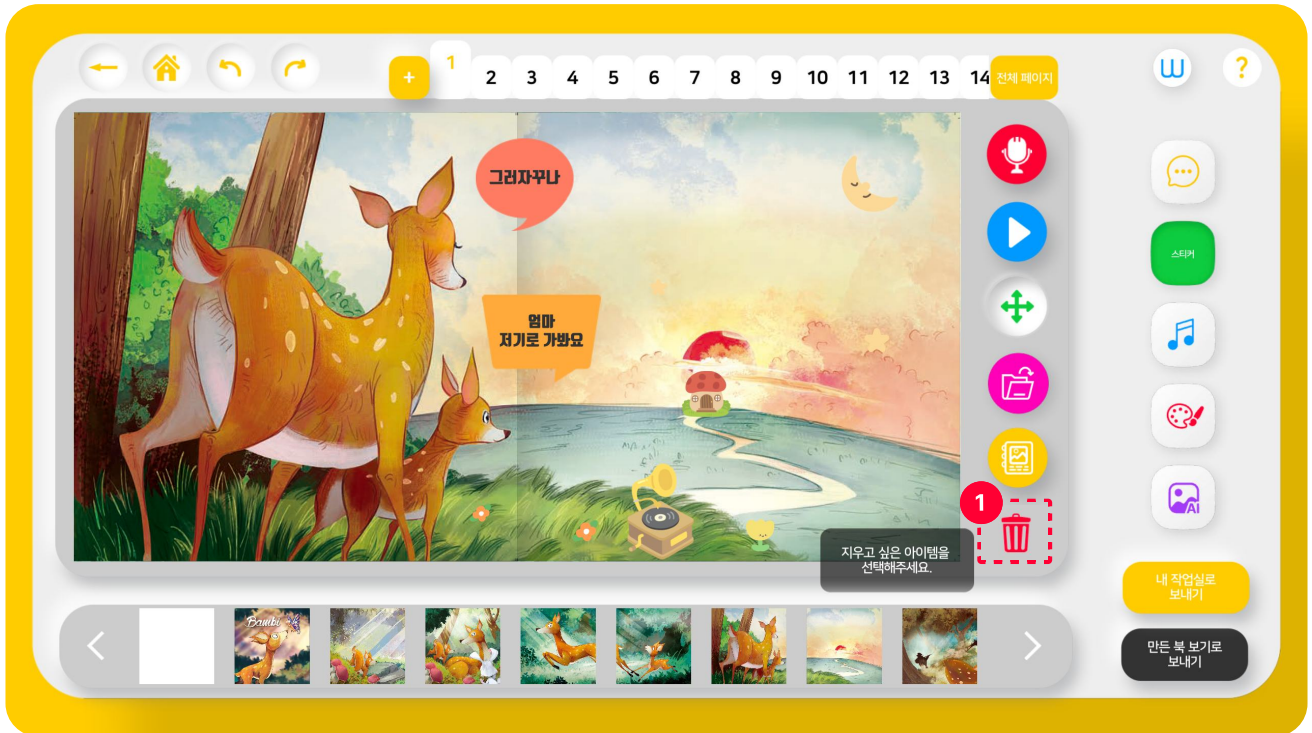 +
1
2
3
4
5
6
7
8
9
10
11
12
13
14
전체 페이지
?
그러자꾸나
엄마
저기로 가봐요
스티커
AI
1
지우고 싶은 아이템을
선택해주세요.
내 작업실로
보내기
만든 북 보기로
보내기
Bambi